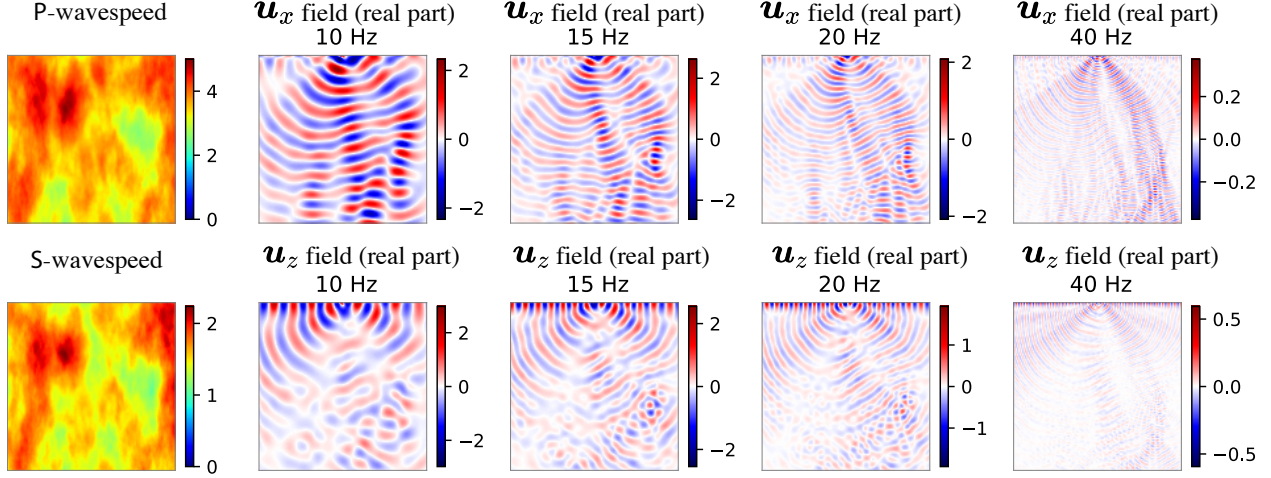 P-wavespeed
u_x field (real part)
10 Hz
u_x field (real part)
15 Hz
u_x field (real part)
20 Hz
u_x field (real part)
40 Hz
4
2
0
2
0
−2
2
0
−2
2
1
0
−1
−2
0.2
0.0
−0.2
S-wavespeed
u_z field (real part)
10 Hz
u_z field (real part)
15 Hz
u_z field (real part)
20 Hz
u_z field (real part)
40 Hz
2
1
0
2
0
−2
2
0
−2
1
0
−1
0.5
0.0
−0.5